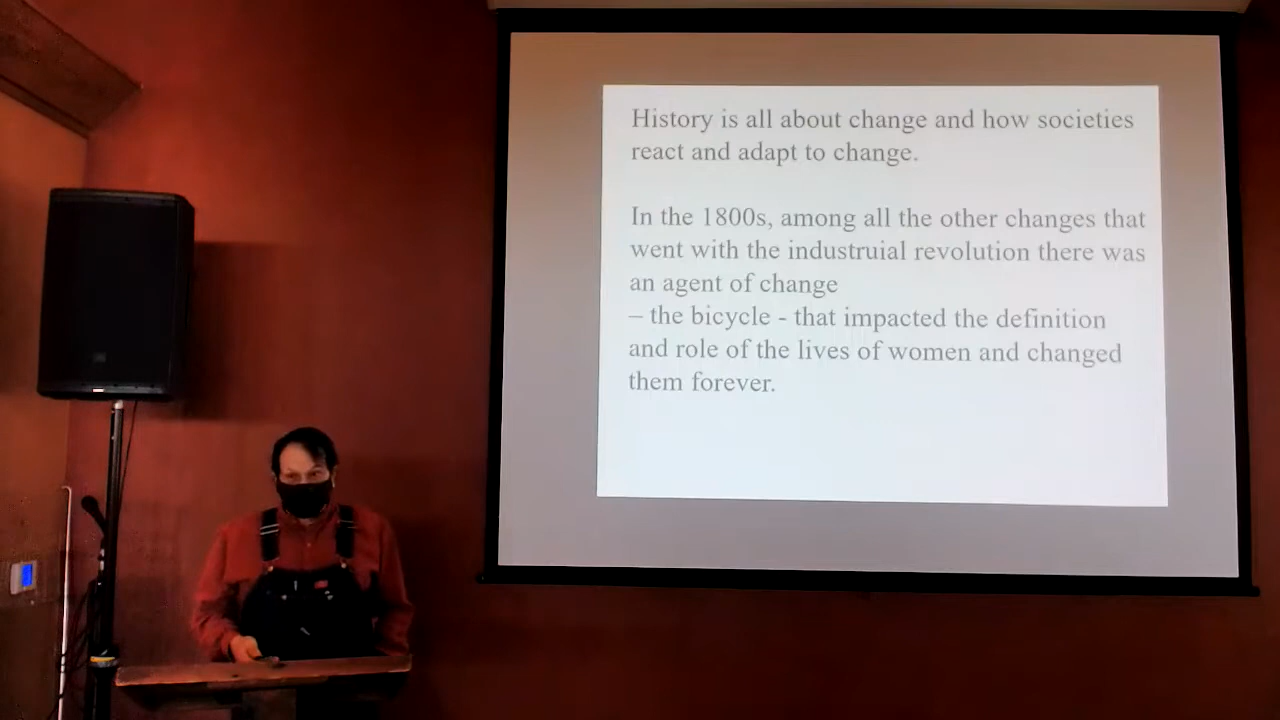 History is all about change and how societies
react and adapt to change.
In the 1800s, among all the other changes that
went with the industruial revolution there was
an agent of change
– the bicycle - that impacted the definition
and role of the lives of women and changed
them forever.